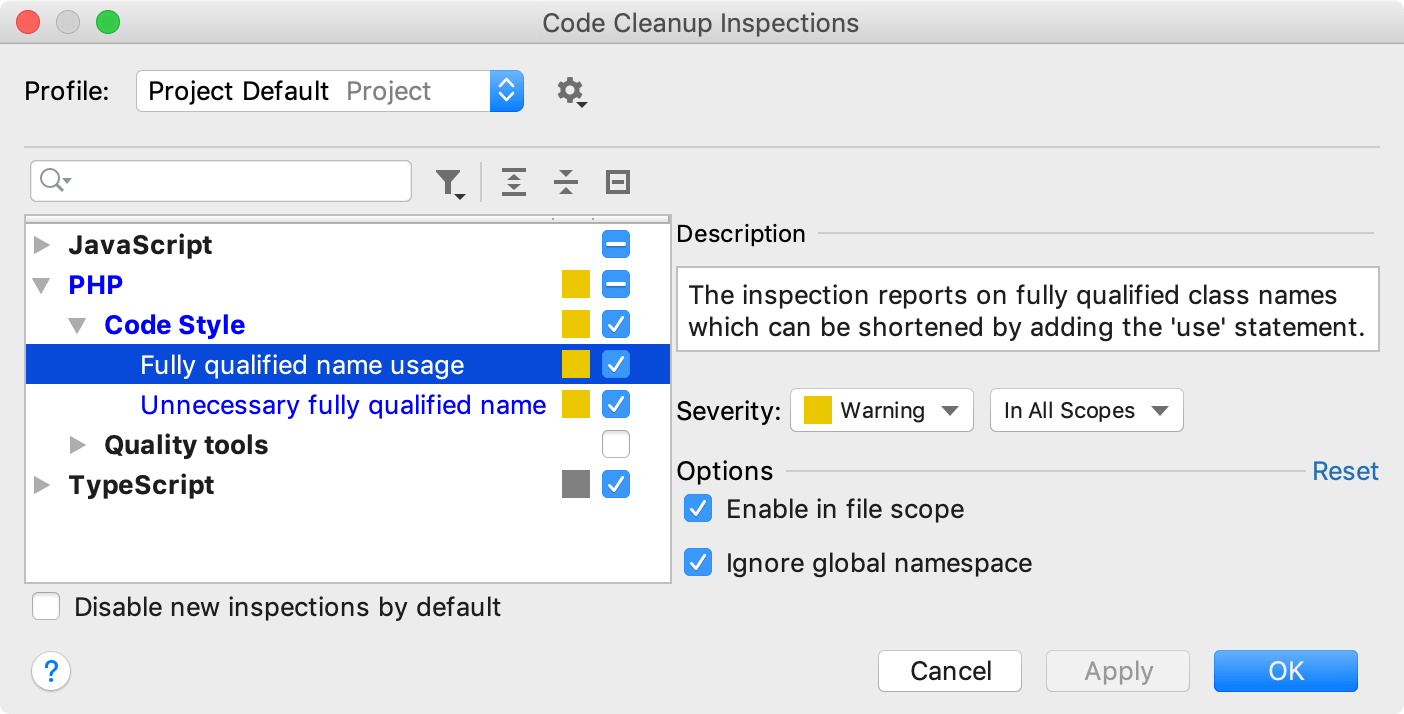 Code Cleanup Inspections
Profile: Project Default Project
JavaScript
PHP
Code Style
Fully qualified name usage
Unnecessary fully qualified name
Quality tools
TypeScript
Disable new inspections by default
Description
The inspection reports on fully qualified class names
which can be shortened by adding the 'use' statement.
Severity: Warning In All Scopes
Options Reset
Enable in file scope
Ignore global namespace
? Cancel Apply OK